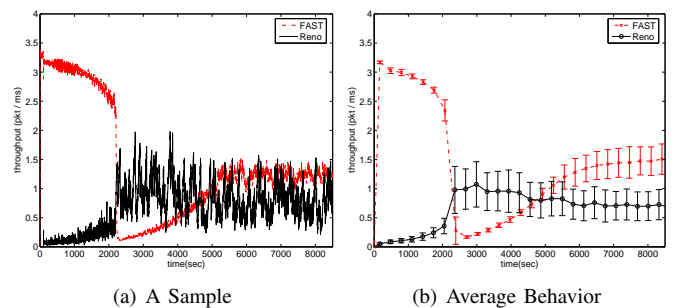 4
3.5
3
2.5
2
1.5
1
0.5
0
throughput (pkt / ms)
FAST
Reno
0 1000 2000 3000 4000 5000 6000 7000 8000
time(sec)
(a) A Sample
4
3.5
3
2.5
2
1.5
1
0.5
0
throughput (pkt / ms)
FAST
Reno
0 1000 2000 3000 4000 5000 6000 7000 8000
time(sec)
(b) Average Behavior